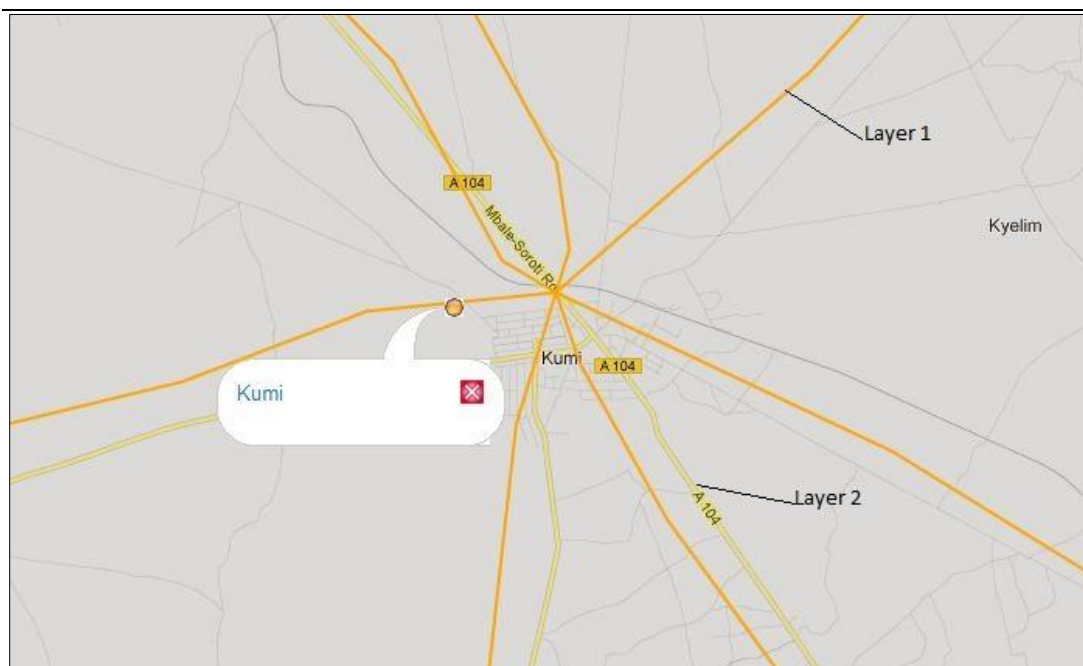 Layer 1
A 104
Mbale-Soroti Rd
Kyelim
Kumi
A 104
Kumi
Layer 2
A 104